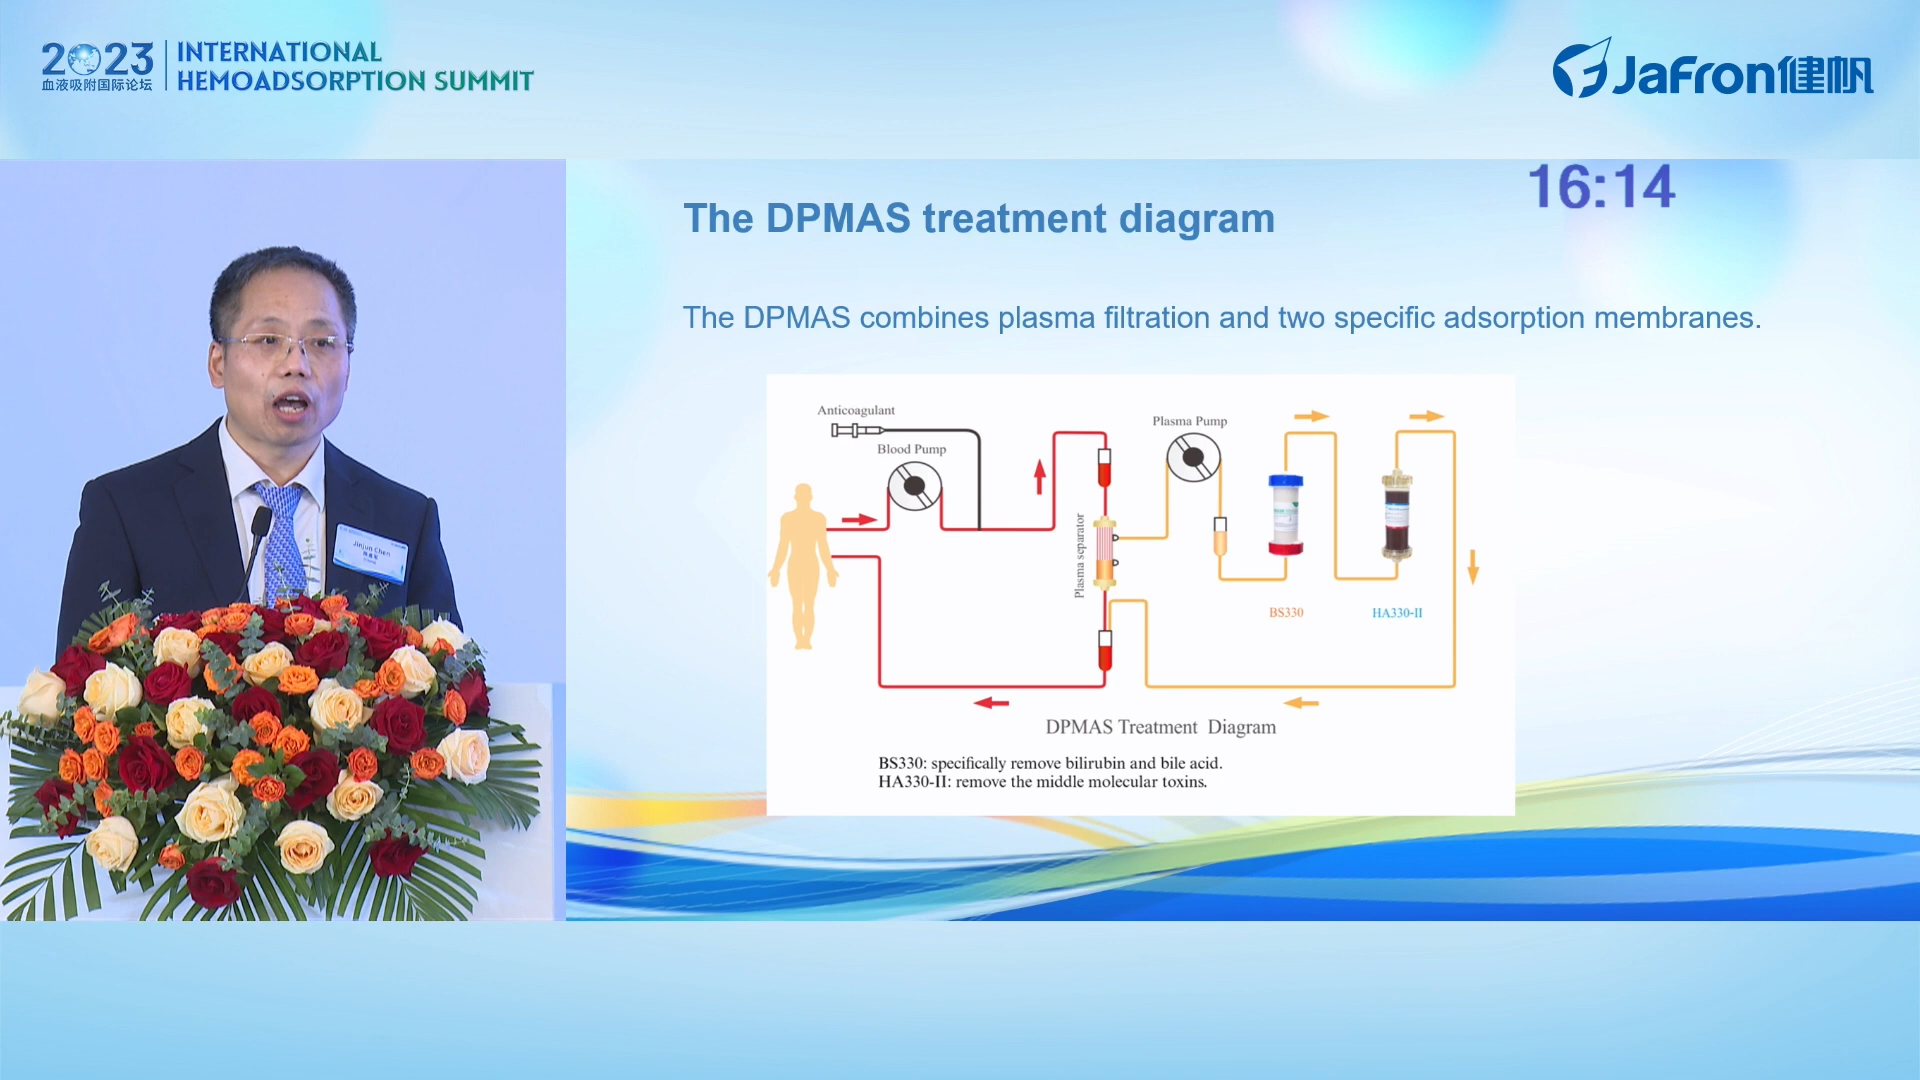 2023
血液吸附国际论坛
INTERNATIONAL
HEMOADSORPTION SUMMIT
JaFron健帆
16:14
The DPMAS treatment diagram
The DPMAS combines plasma filtration and two specific adsorption membranes.
Anticoagulant
Blood Pump
Plasma Pump
Plasma separator
BS330
HA330-II
DPMAS Treatment Diagram
BS330: specifically remove bilirubin and bile acid.
HA330-II: remove the middle molecular toxins.
Jinjun Chen